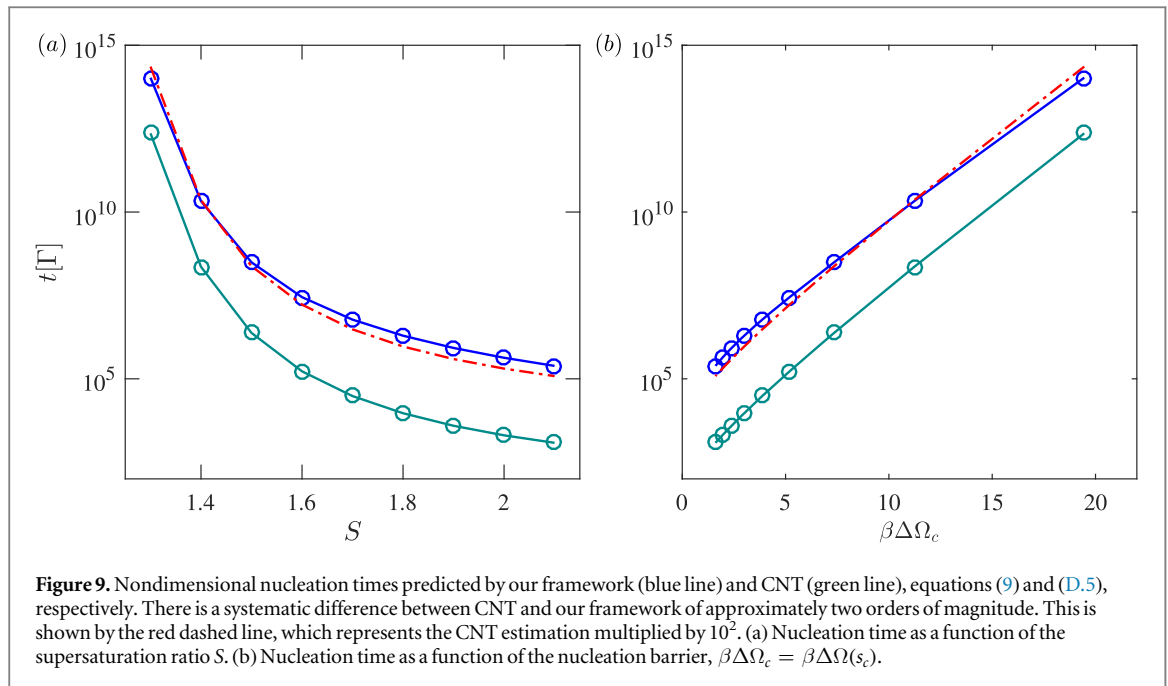 (a)
10^15
10^10
10^5
t[Γ]
1.4 1.6 1.8 2
S
(b)
10^15
10^10
10^5
0 5 10 15 20
βΔΩ_c
Figure 9. Nondimensional nucleation times predicted by our framework (blue line) and CNT (green line), equations (9) and (D.5),
respectively. There is a systematic difference between CNT and our framework of approximately two orders of magnitude. This is
shown by the red dashed line, which represents the CNT estimation multiplied by 10^2. (a) Nucleation time as a function of the
supersaturation ratio S. (b) Nucleation time as a function of the nucleation barrier, βΔΩ_c = βΔΩ(s_c).